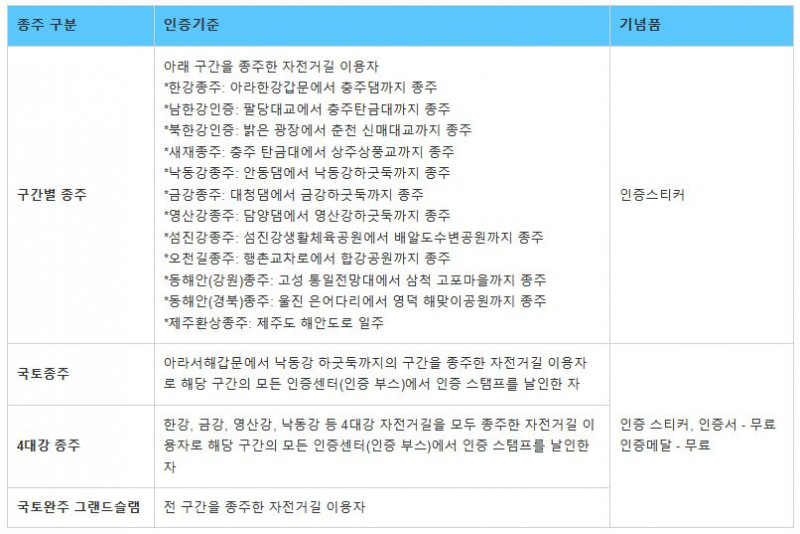 종주 구분
인증기준
기념품
구간별 종주
아래 구간을 종주한 자전거길 이용자
*한강종주: 아라한강갑문에서 충주댐까지 종주
*남한강인증: 팔당대교에서 충주탄금대까지 종주
*북한강인증: 밝은 광장에서 춘천 신매대교까지 종주
*새재종주: 충주 탄금대에서 상주상풍교까지 종주
*낙동강종주: 안동댐에서 낙동강하굿둑까지 종주
*금강종주: 대청댐에서 금강하굿둑까지 종주
*영산강종주: 담양댐에서 영산강하굿둑까지 종주
*섬진강종주: 섬진강생활체육공원에서 배알도수변공원까지 종주
*오천길종주: 행촌교차로에서 합강공원까지 종주
*동해안(강원)종주: 고성 통일전망대에서 삼척 고포마을까지 종주
*동해안(경북)종주: 울진 은어다리에서 영덕 해맞이공원까지 종주
*제주환상종주: 제주도 해안도로 일주
인증스티커
국토종주
아라서해갑문에서 낙동강 하굿둑까지의 구간을 종주한 자전거길 이용자
로 해당 구간의 모든 인증센터(인증 부스)에서 인증 스탬프를 날인한 자
4대강 종주
한강, 금강, 영산강, 낙동강 등 4대강 자전거길을 모두 종주한 자전거길 이
용자로 해당 구간의 모든 인증센터(인증 부스)에서 인증 스탬프를 날인한
자
인증 스티커, 인증서 - 무료
인증메달 - 무료
국토완주 그랜드슬램
전 구간을 종주한 자전거길 이용자